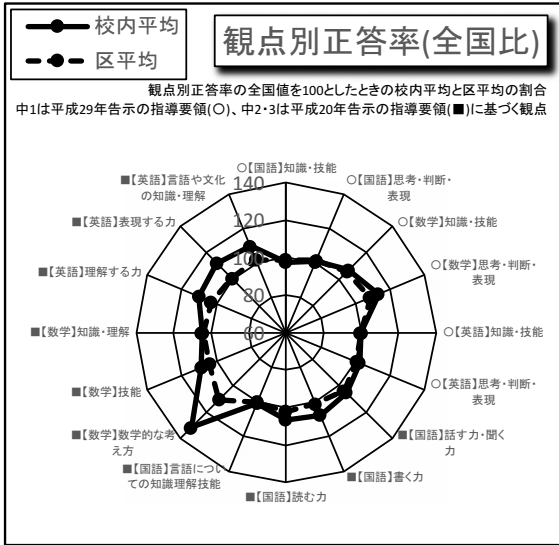 校内平均
区平均
観点別正答率(全国比)
観点別正答率の全国値を100としたときの校内平均と区平均の割合
中1は平成29年告示の指導要領(○)、中2・3は平成20年告示の指導要領(■)に基づく観点
○【国語】知識・技能
○【国語】思考・判断・
表現
○【数学】知識・技能
○【数学】思考・判断・
表現
○【英語】知識・技能
○【英語】思考・判断・
表現
■【国語】話す力・聞く
力
■【国語】書く力
■【国語】読む力
■【国語】言語につい
ての知識理解技能
■【数学】数学的な考
え方
■【数学】技能
■【数学】知識・理解
■【英語】理解する力
■【英語】表現する力
■【英語】言語や文化
の知識・理解
140
120
100
80
60